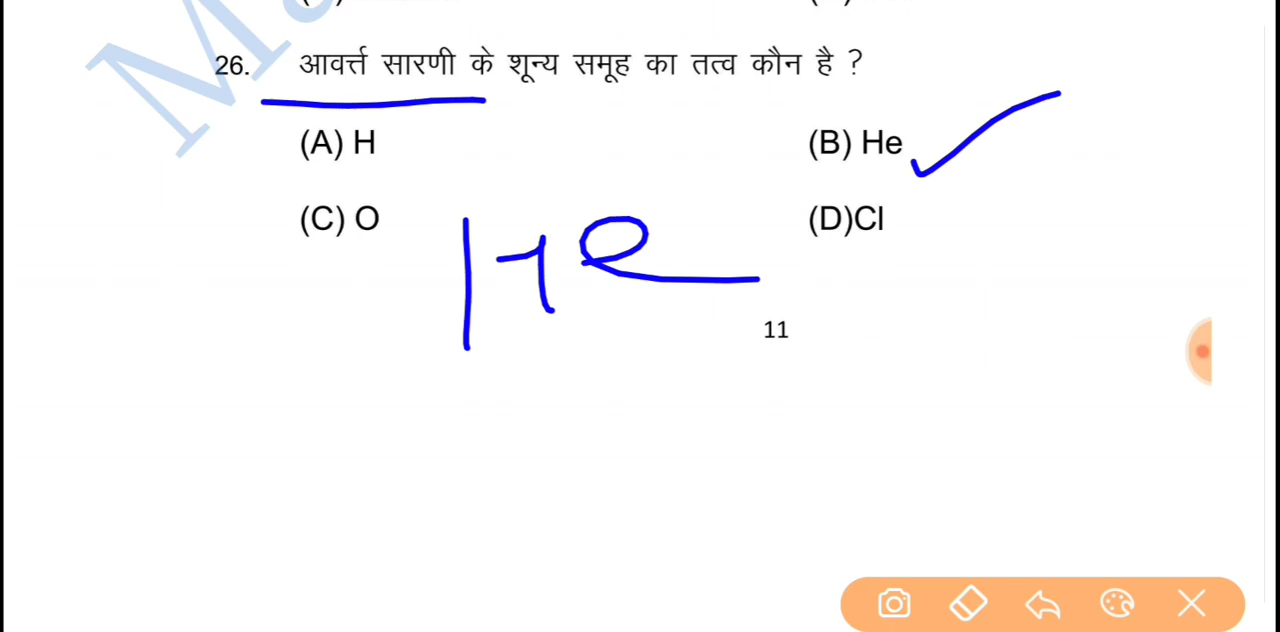 26. आवर्त्त सारणी के शून्य समूह का तत्व कौन है ?
(A) H (B) He
(C) O (D)Cl
He
11